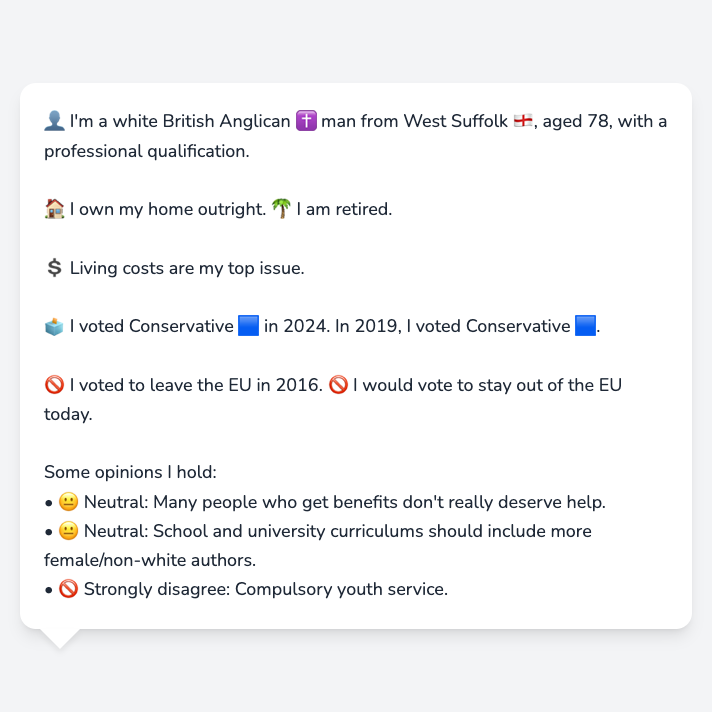 👤 I'm a white British Anglican ✝️ man from West Suffolk 🏴󠁧󠁢󠁥󠁮󠁧󠁿, aged 78, with a
professional qualification.
🏠 I own my home outright. 🌴 I am retired.
💲 Living costs are my top issue.
🗳️ I voted Conservative 🟦 in 2024. In 2019, I voted Conservative 🟦.
🚫 I voted to leave the EU in 2016. 🚫 I would vote to stay out of the EU
today.
Some opinions I hold:
• 😐 Neutral: Many people who get benefits don't really deserve help.
• 😐 Neutral: School and university curriculums should include more
female/non-white authors.
• 🚫 Strongly disagree: Compulsory youth service.